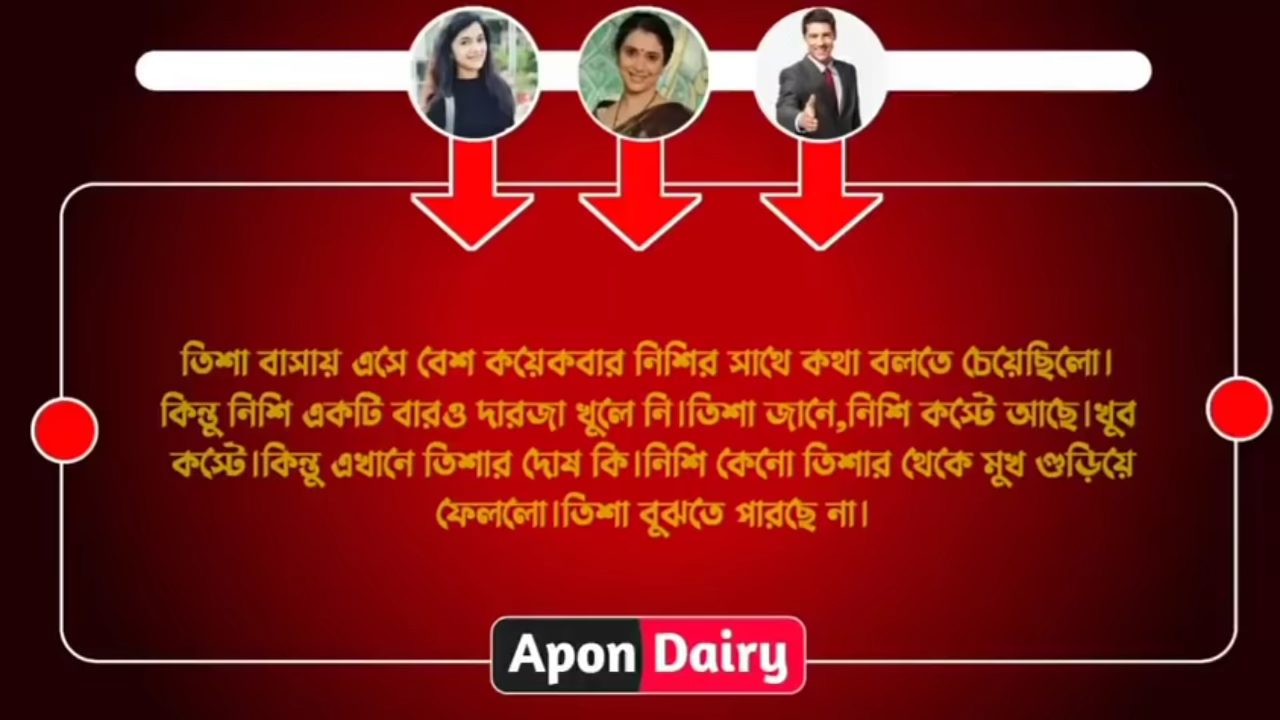 তিশা বাসায় এসে বেশ কয়েকবার নিশির সাথে কথা বলতে চেয়েছিলো।
কিন্তু নিশি একটি বারও দারজা খুলে নি।তিশা জানে,নিশি কস্টে আছে।খুব
কস্টে।কিন্তু এখানে তিশার দোষ কি।নিশি কেনো তিশার থেকে মুখ গুড়িয়ে
ফেললো।তিশা বুঝতে পারছে না।
Apon Dairy